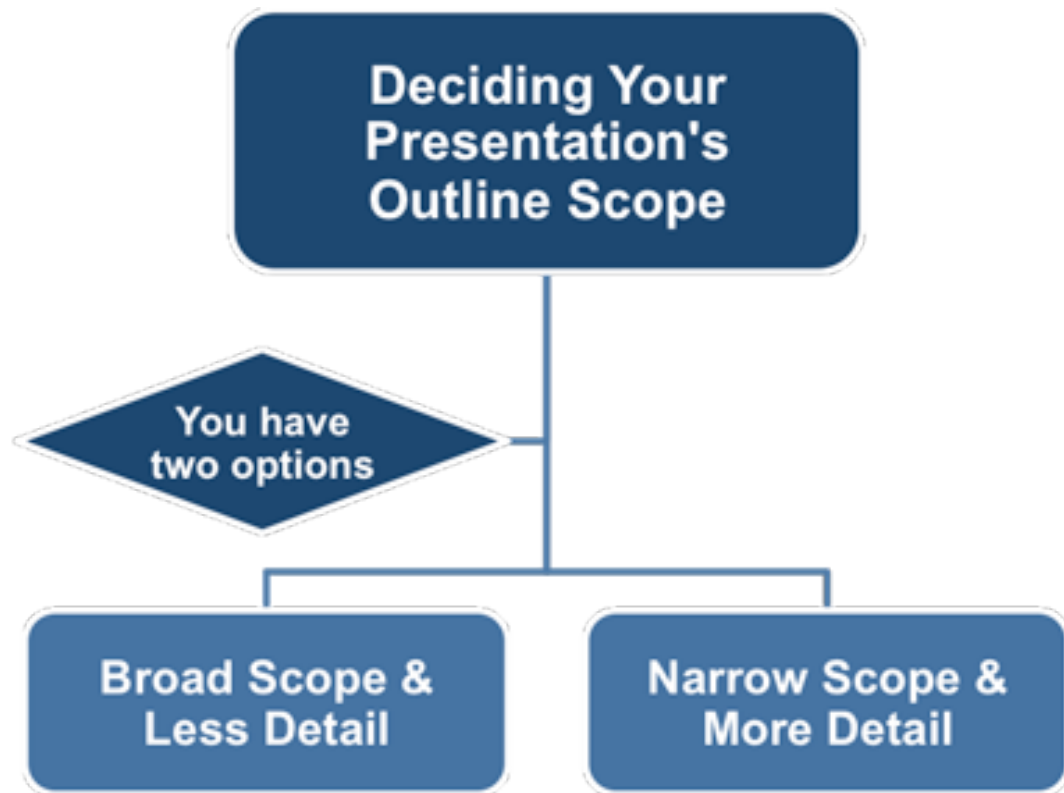 Deciding Your
Presentation's
Outline Scope
You have
two options
Broad Scope &
Less Detail
Narrow Scope &
More Detail